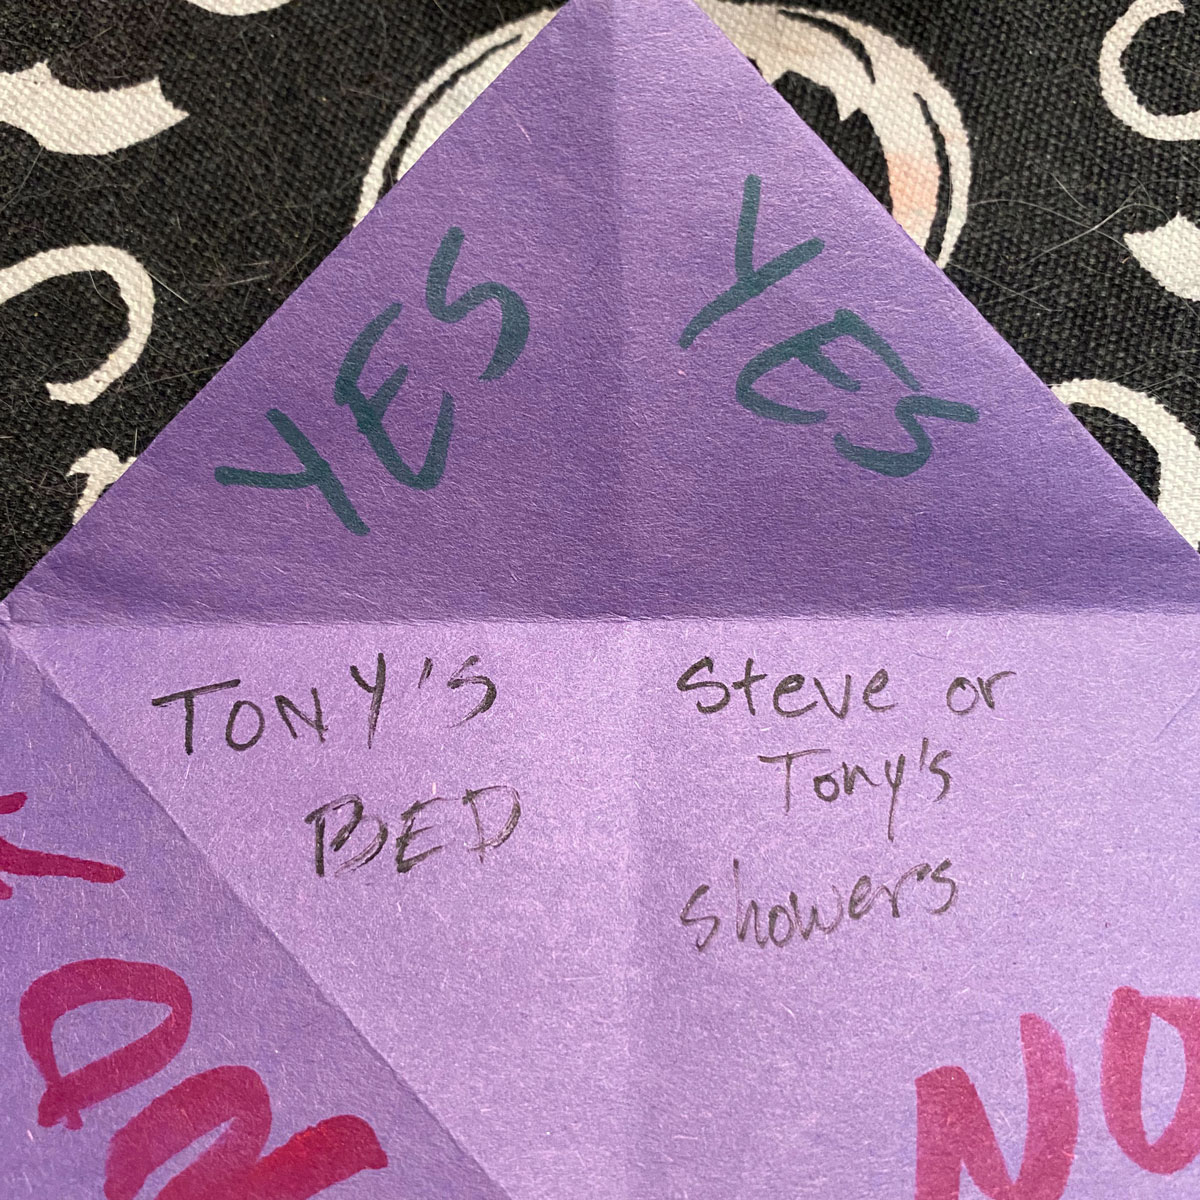 YES
YES
TONY'S
BED
Steve or
Tony's
showers
NO